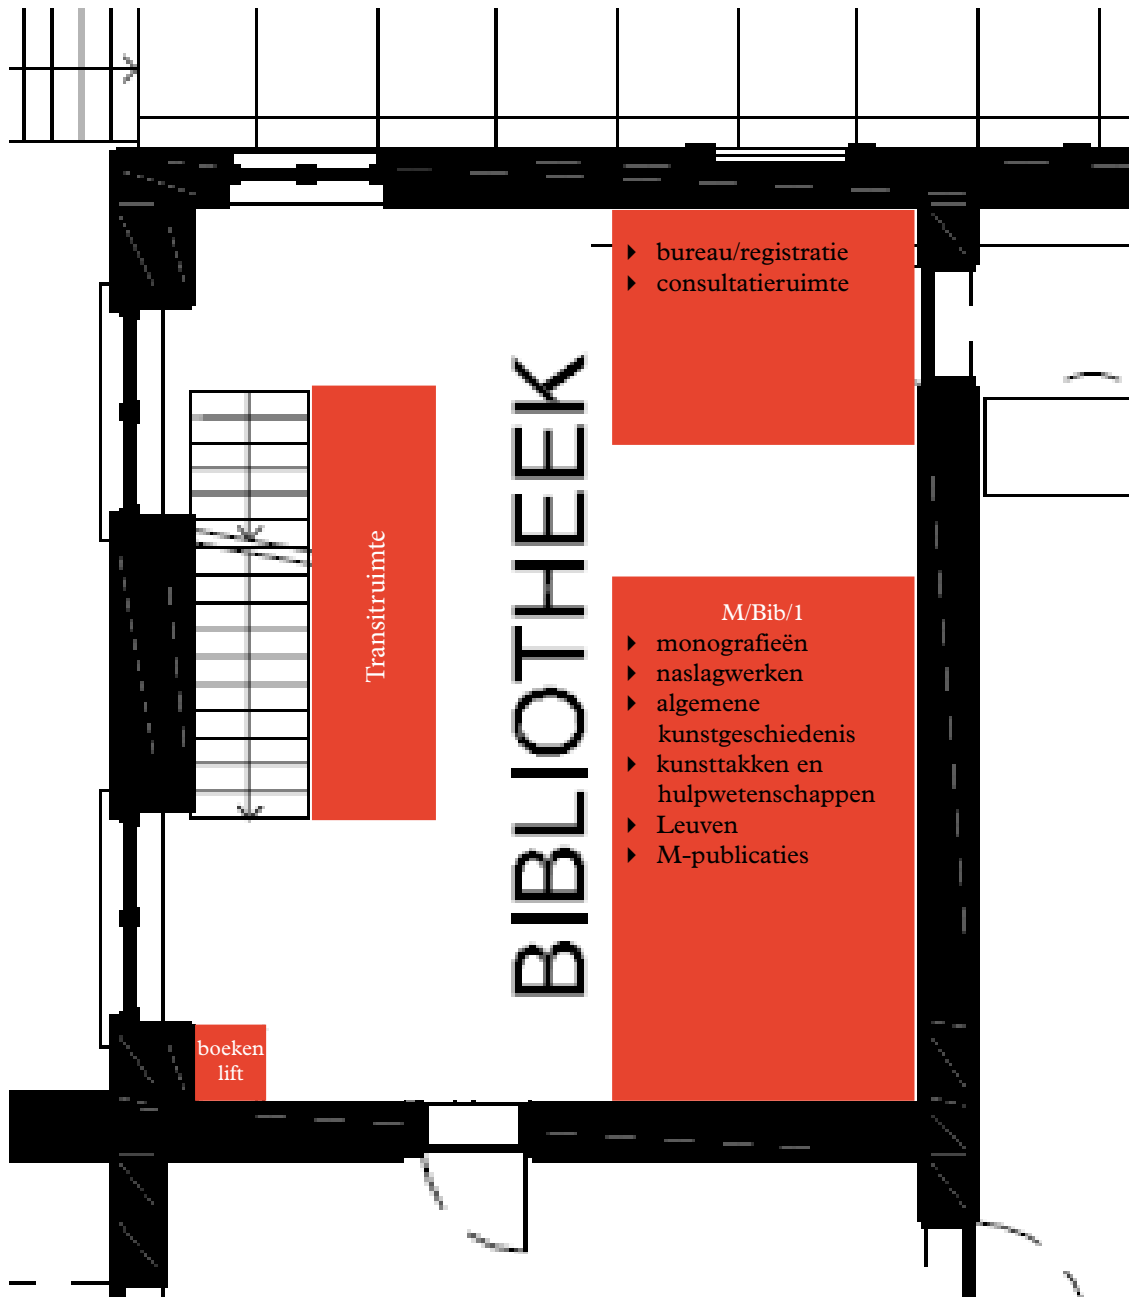 bureau/registratie
consultatieruimte
BIBLIOTHEEK
Transitruimte
M/Bib/1
monografieën
naslagwerken
algemene
kunstgeschiedenis
kunsttakken en
hulpwetenschappen
Leuven
M-publicaties
boeken
lift